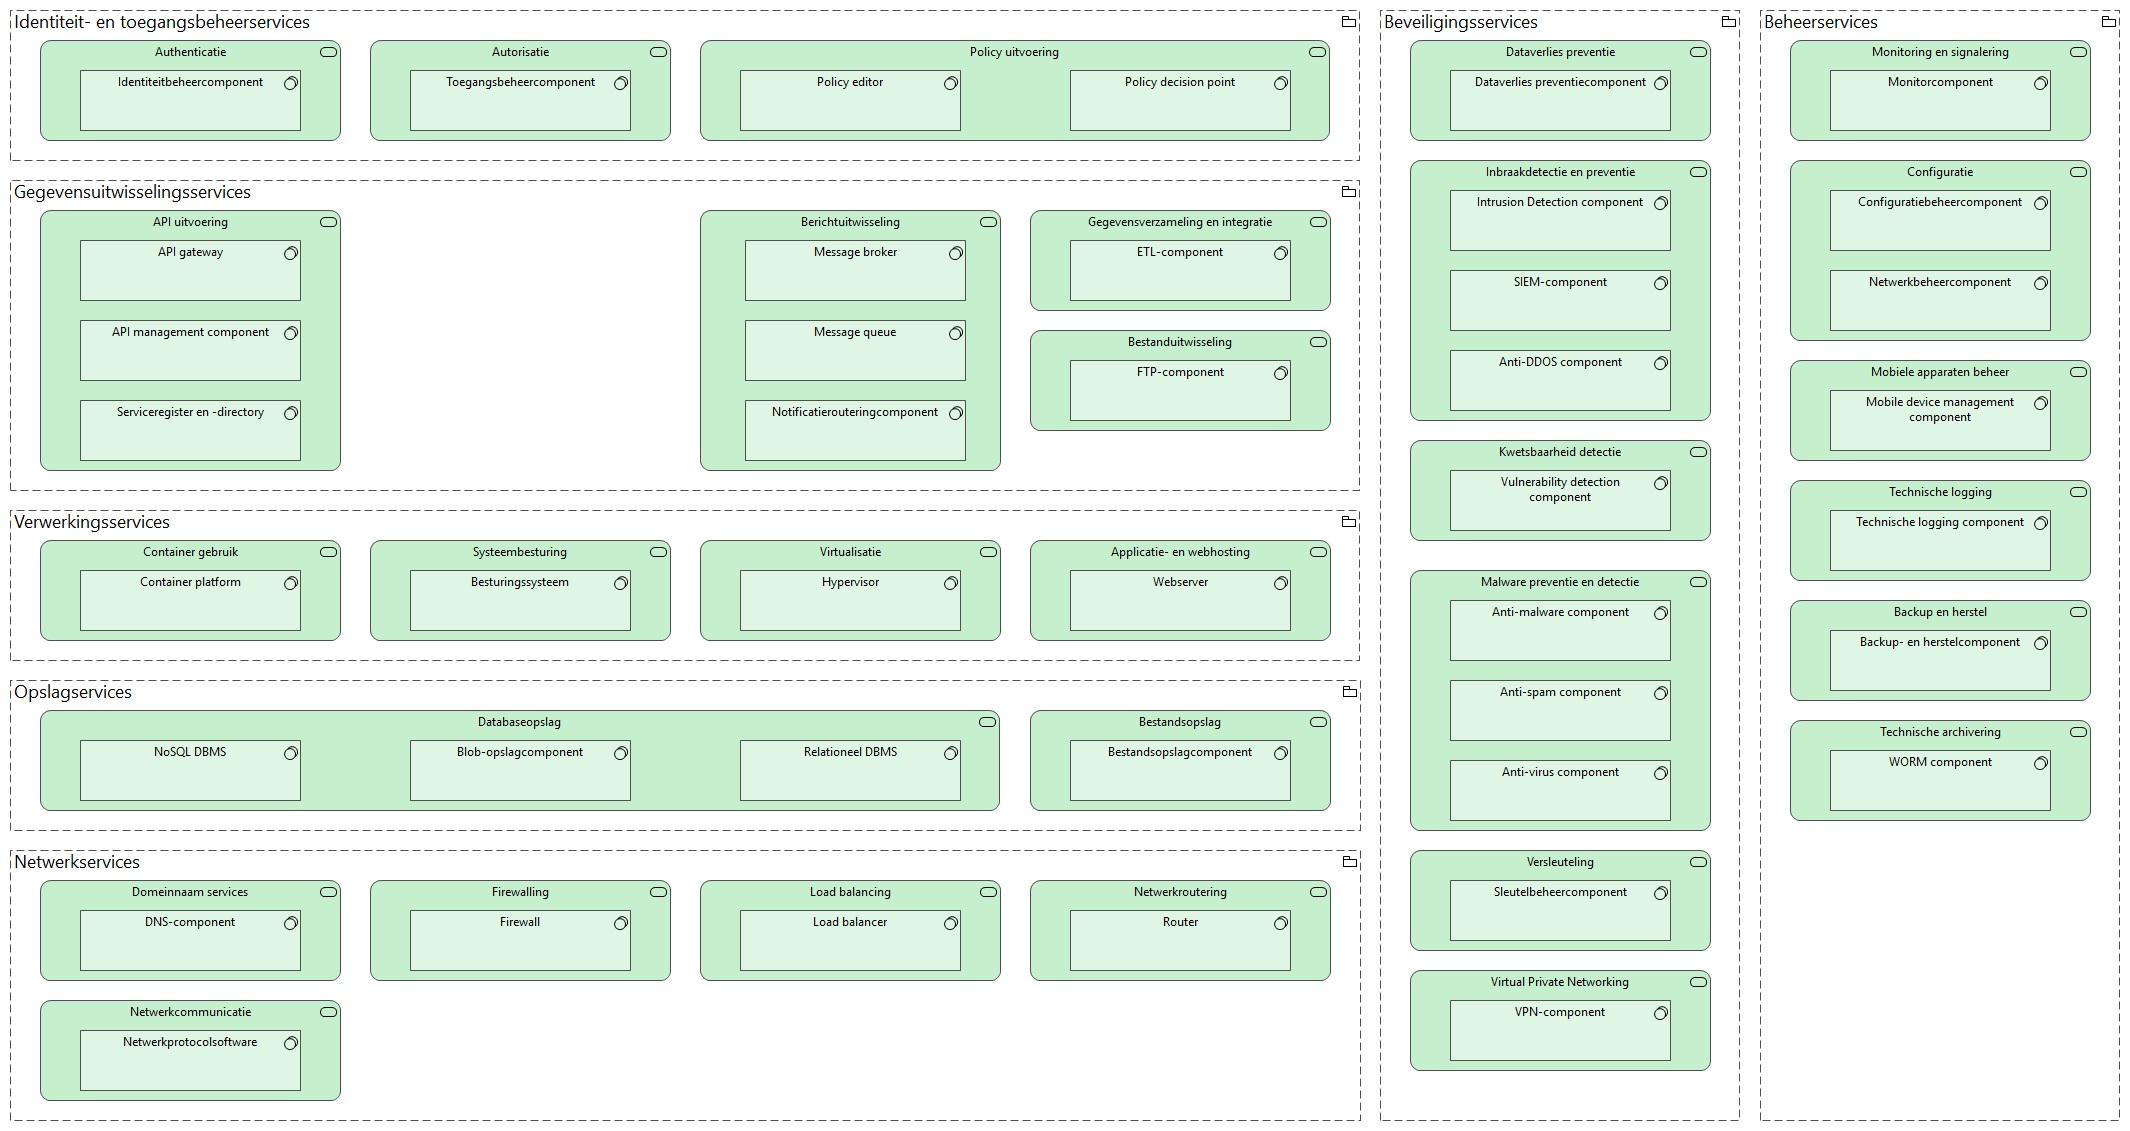 Identiteit- en toegangsbeheerservices
Authenticatie
Identiteitbeheercomponent
Autorisatie
Toegangsbeheercomponent
Policy uitvoering
Policy editor
Policy decision point
Gegevensuitwisselingsservices
API uitvoering
API gateway
API management component
Serviceregister en -directory
Berichtuitwisseling
Message broker
Message queue
Notificatierouteringcomponent
Gegevensverzameling en integratie
ETL-component
Bestanduitwisseling
FTP-component
Verwerkingsservices
Container gebruik
Container platform
Systeembesturing
Besturingssysteem
Virtualisatie
Hypervisor
Applicatie- en webhosting
Webserver
Opslagservices
Databaseopslag
NoSQL DBMS
Blob-opslagcomponent
Relationeel DBMS
Bestandsopslag
Bestandsopslagcomponent
Netwerkservices
Domeinnaam services
DNS-component
Firewalling
Firewall
Load balancing
Load balancer
Netwerkroutering
Router
Netwerkcommunicatie
Netwerkprotocolsoftware
Beveiligingsservices
Dataverlies preventie
Dataverlies preventiecomponent
Inbraakdetectie en preventie
Intrusion Detection component
SIEM-component
Anti-DDOS component
Kwetsbaarheid detectie
Vulnerability detection
component
Malware preventie en detectie
Anti-malware component
Anti-spam component
Anti-virus component
Versleuteling
Sleutelbeheercomponent
Virtual Private Networking
VPN-component
Beheerservices
Monitoring en signalering
Monitorcomponent
Configuratie
Configuratiebeheercomponent
Netwerkbeheercomponent
Mobiele apparaten beheer
Mobile device management
component
Technische logging
Technische logging component
Backup en herstel
Backup- en herstelcomponent
Technische archivering
WORM component